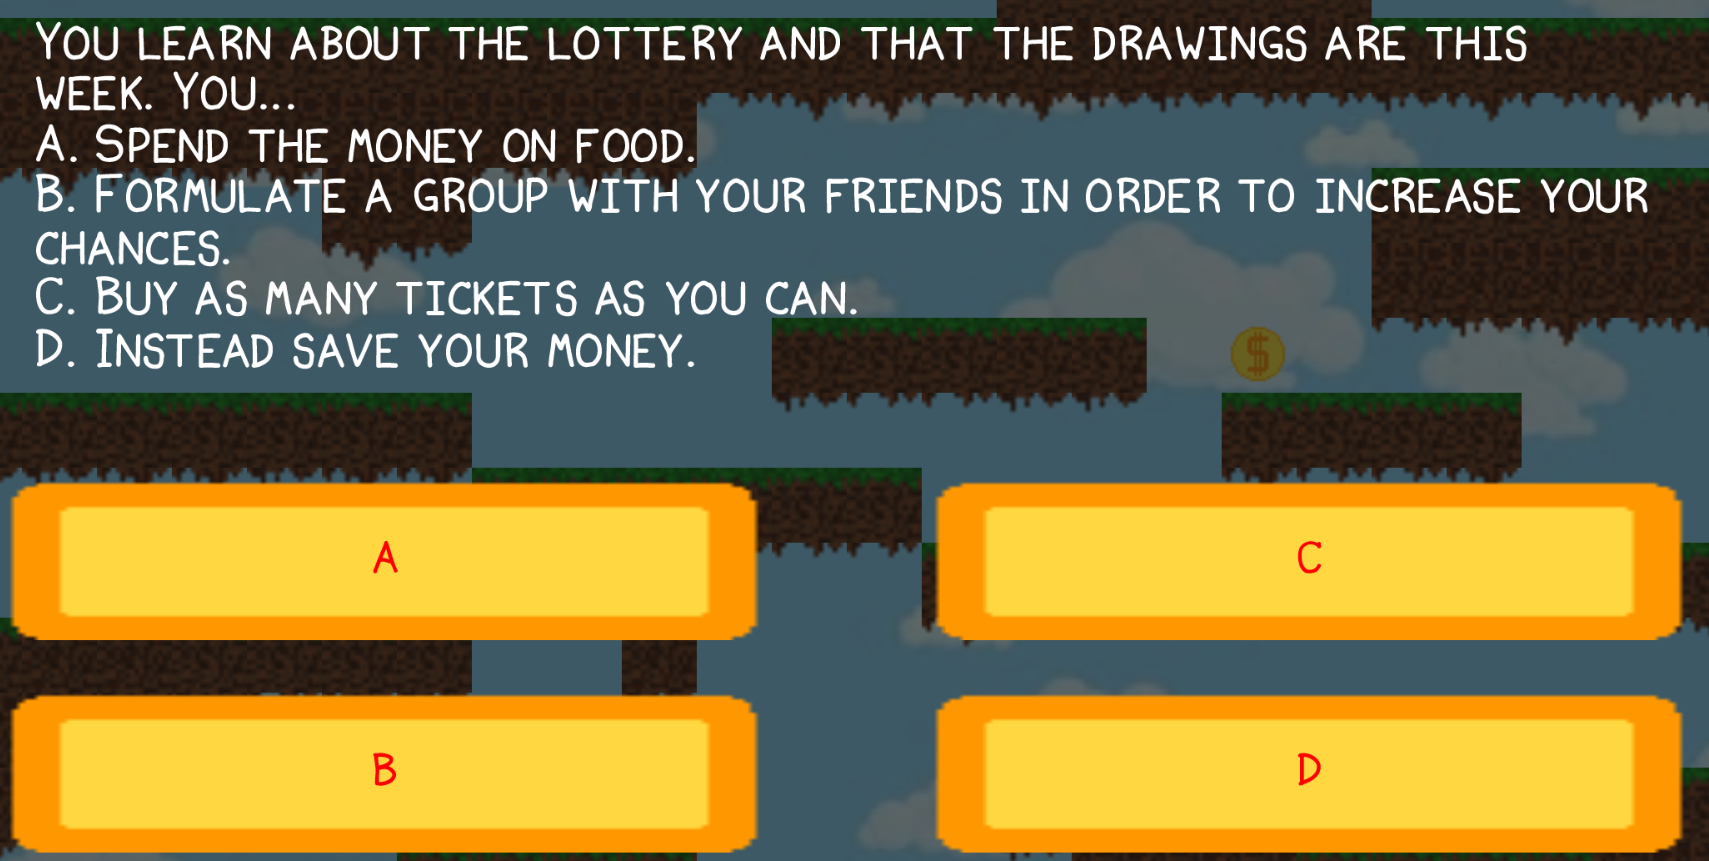 You learn about the lottery and that the drawings are this
week. You...
A. Spend the money on food.
B. Formulate a group with your friends in order to increase your
chances.
C. Buy as many tickets as you can.
D. Instead save your money.
$
A
C
B
D